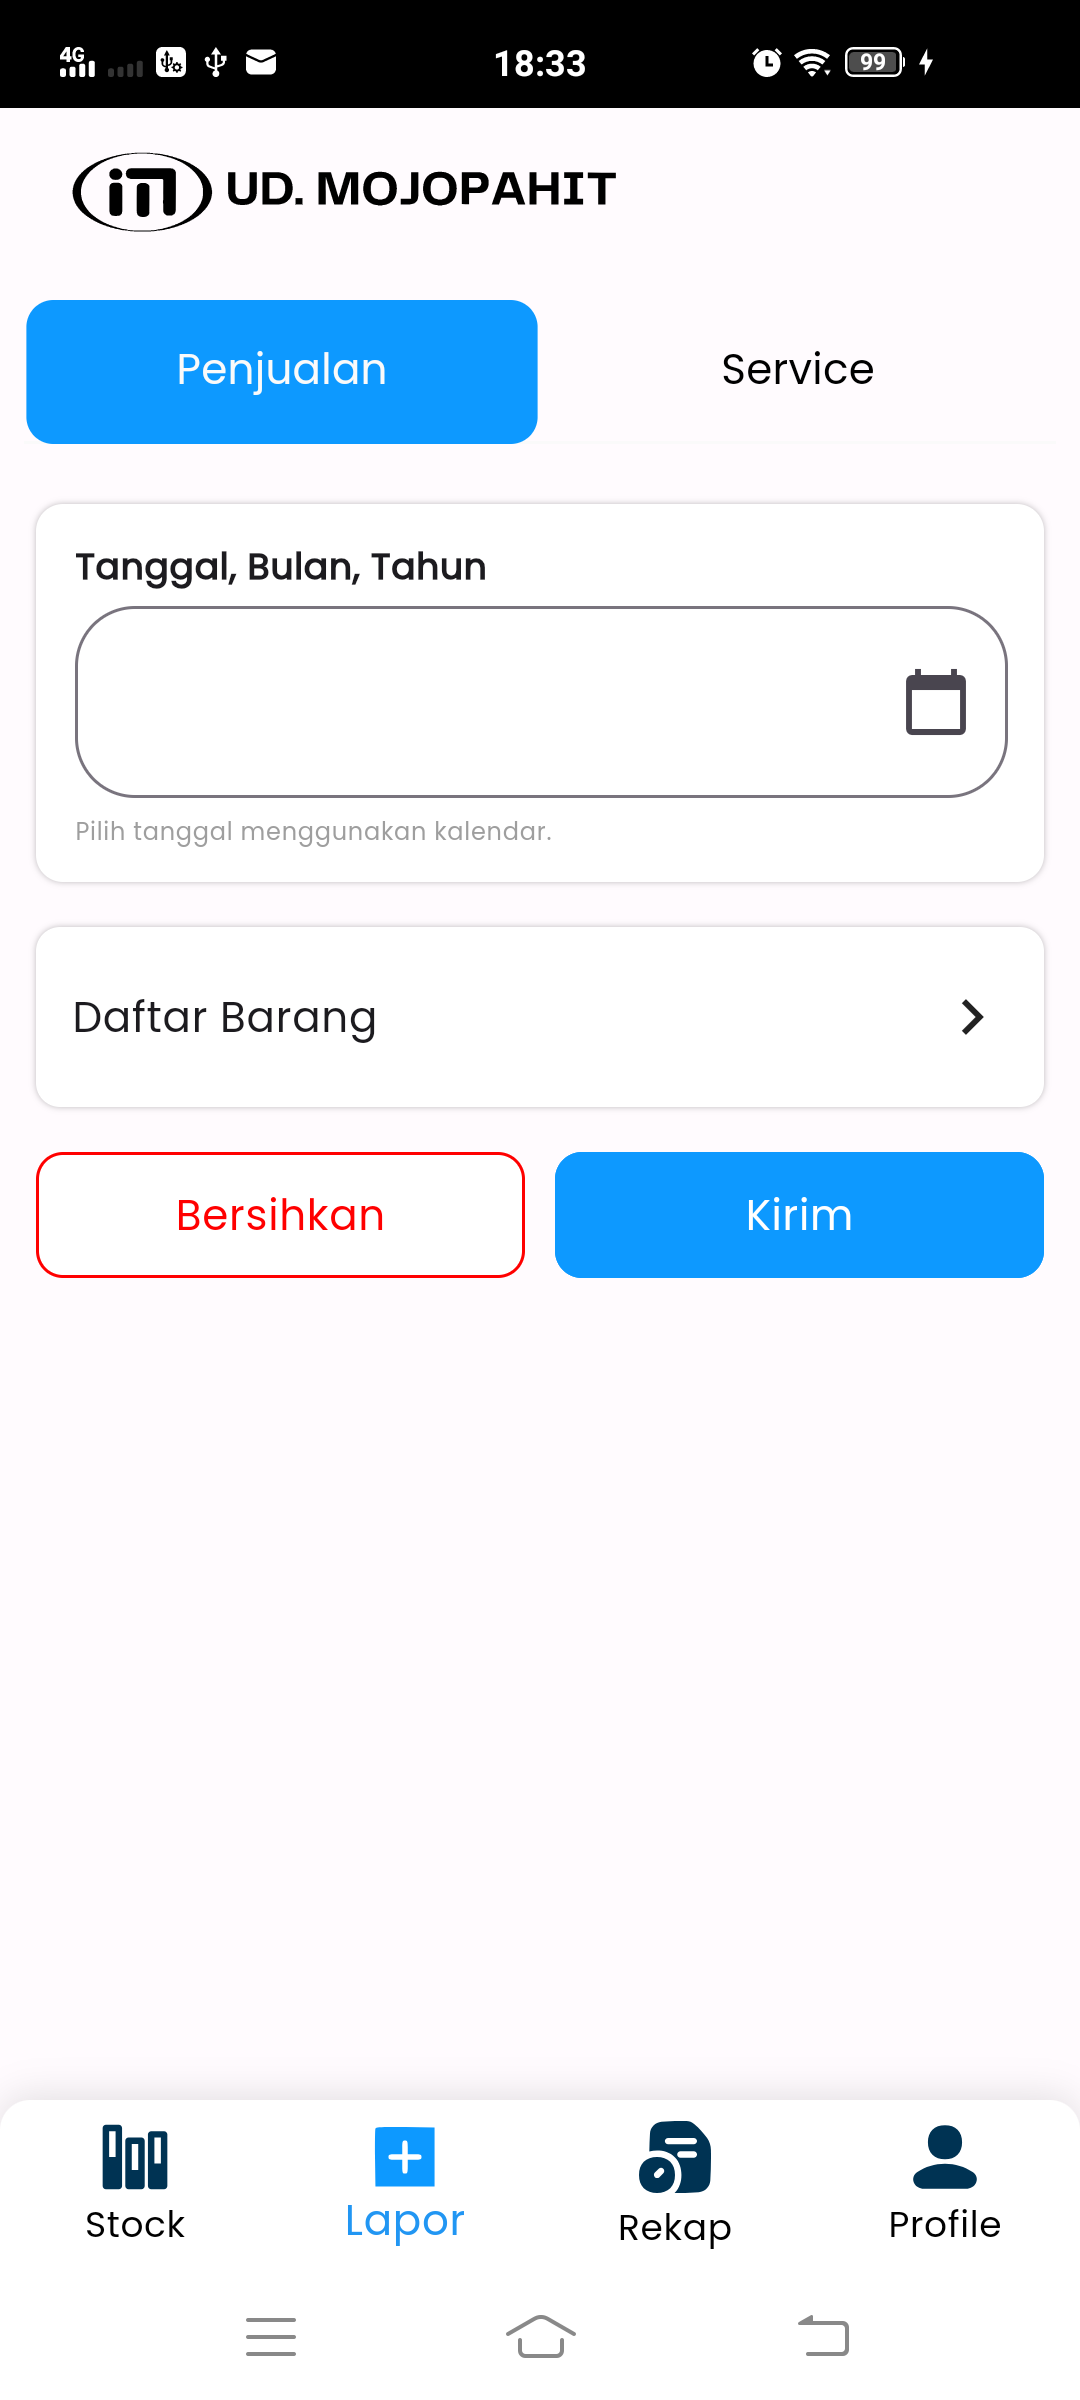 4G
18:33
99
UD. MOJOPAHIT
Penjualan
Service
Tanggal, Bulan, Tahun
Pilih tanggal menggunakan kalendar.
Daftar Barang
Bersihkan
Kirim
Stock
Lapor
Rekap
Profile